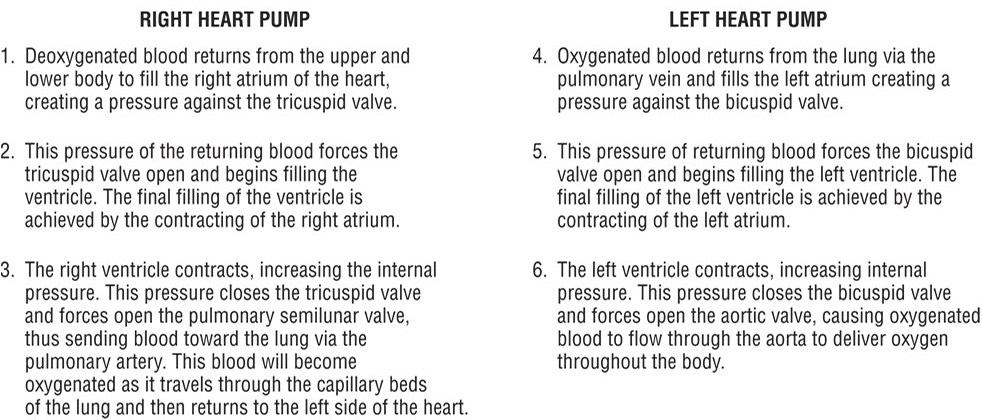 RIGHT HEART PUMP
1. Deoxygenated blood returns from the upper and
lower body to fill the right atrium of the heart,
creating a pressure against the tricuspid valve.
2. This pressure of the returning blood forces the
tricuspid valve open and begins filling the
ventricle. The final filling of the ventricle is
achieved by the contracting of the right atrium.
3. The right ventricle contracts, increasing the internal
pressure. This pressure closes the tricuspid valve
and forces open the pulmonary semilunar valve,
thus sending blood toward the lung via the
pulmonary artery. This blood will become
oxygenated as it travels through the capillary beds
of the lung and then returns to the left side of the heart.
LEFT HEART PUMP
4. Oxygenated blood returns from the lung via the
pulmonary vein and fills the left atrium creating a
pressure against the bicuspid valve.
5. This pressure of returning blood forces the bicuspid
valve open and begins filling the left ventricle. The
final filling of the left ventricle is achieved by the
contracting of the left atrium.
6. The left ventricle contracts, increasing internal
pressure. This pressure closes the bicuspid valve
and forces open the aortic valve, causing oxygenated
blood to flow through the aorta to deliver oxygen
throughout the body.